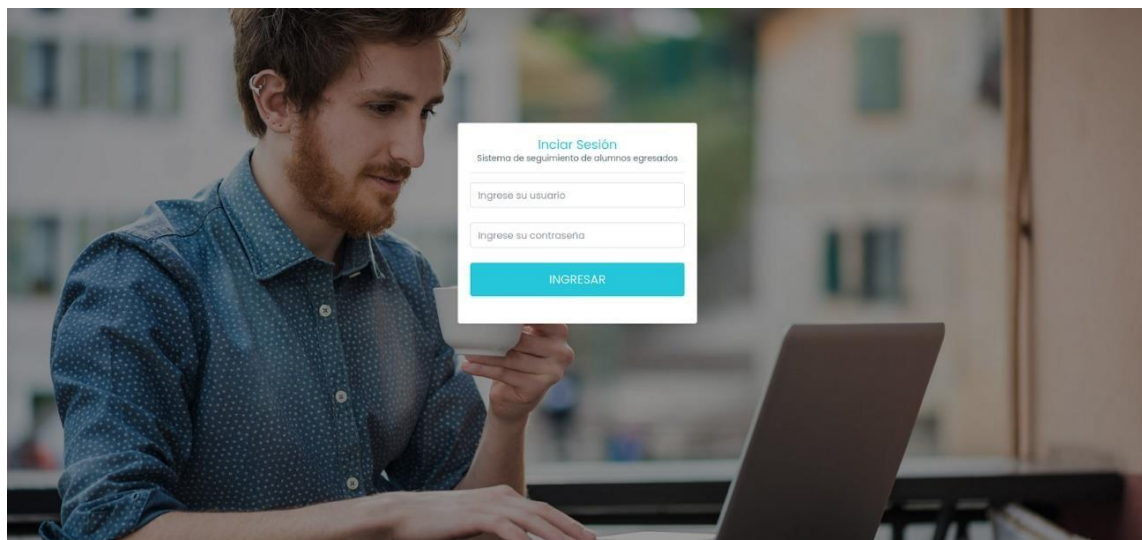 Inciar Sesión
Sistema de seguimiento de alumnos egresados
Ingrese su usuario
Ingrese su contraseña
INGRESAR